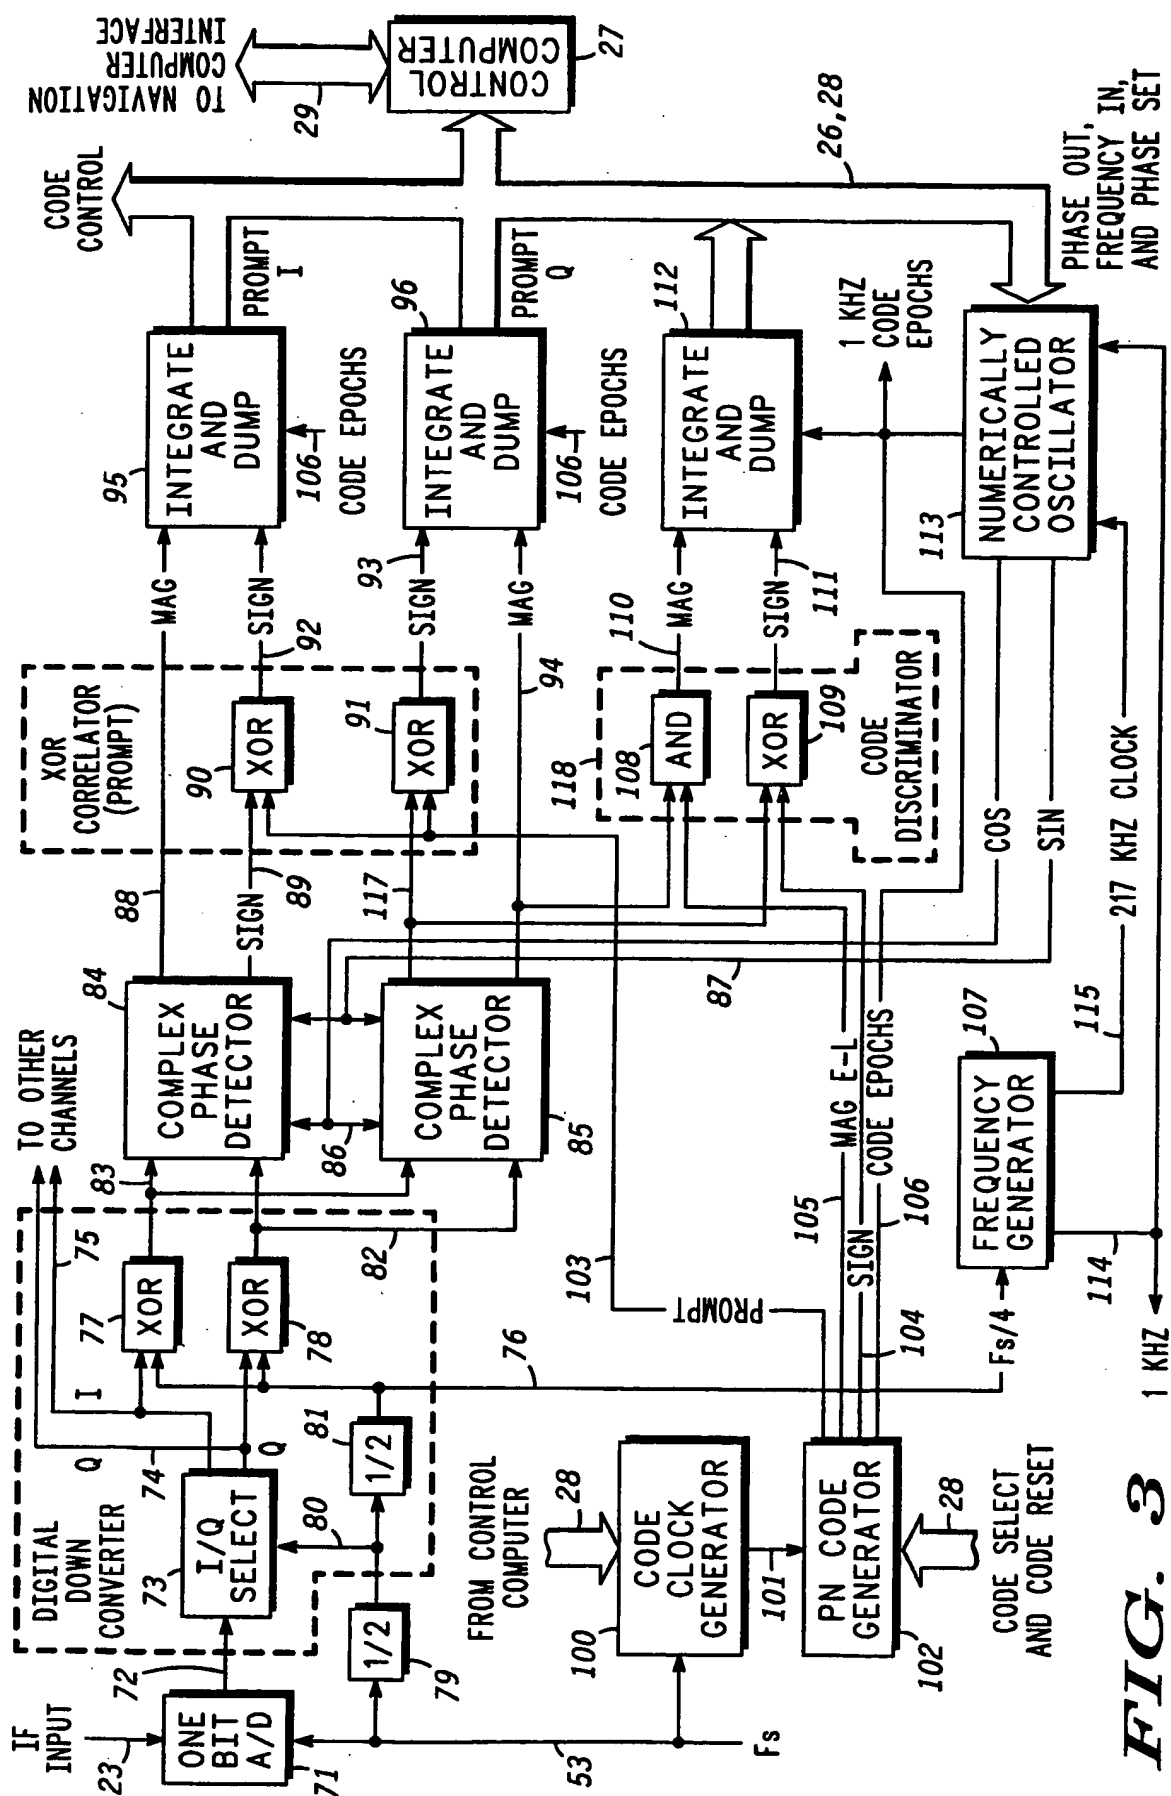 IF
INPUT
23
ONE
BIT
A/D
71
72
DIGITAL
DOWN
CONVERTER
73
I/Q
SELECT
74
Q
I
Q
75
TO OTHER
CHANNELS
77
XOR
XOR
78
79
1/2
80
81
1/2
76
82
83
84
COMPLEX
PHASE
DETECTOR
COMPLEX
PHASE
DETECTOR
85
86
87
88
SIGN
89
XOR
CORRELATOR
(PROMPT)
90
XOR
91
XOR
117
MAG
SIGN
92
93
SIGN
MAG
94
95
INTEGRATE
AND
DUMP
106
CODE EPOCHS
96
INTEGRATE
AND
DUMP
106
CODE EPOCHS
PROMPT
I
PROMPT
Q
CODE
CONTROL
TO NAVIGATION
COMPUTER
INTERFACE
29
CONTROL
COMPUTER
27
26,28
118
108
AND
XOR
109
CODE
DISCRIMINATOR
110
MAG
SIGN
111
112
INTEGRATE
AND
DUMP
1 KHZ
CODE
EPOCHS
113
NUMERICALLY
CONTROLLED
OSCILLATOR
PHASE OUT,
FREQUENCY IN,
AND PHASE SET
COS
SIN
217 KHZ CLOCK
115
107
FREQUENCY
GENERATOR
114
1 KHZ
Fs/4
Fs
53
FROM CONTROL
COMPUTER
28
100
CODE
CLOCK
GENERATOR
101
PN CODE
GENERATOR
102
28
CODE SELECT
AND CODE RESET
PROMPT
103
105
MAG E-L
SIGN
104
CODE EPOCHS
106
FIG. 3